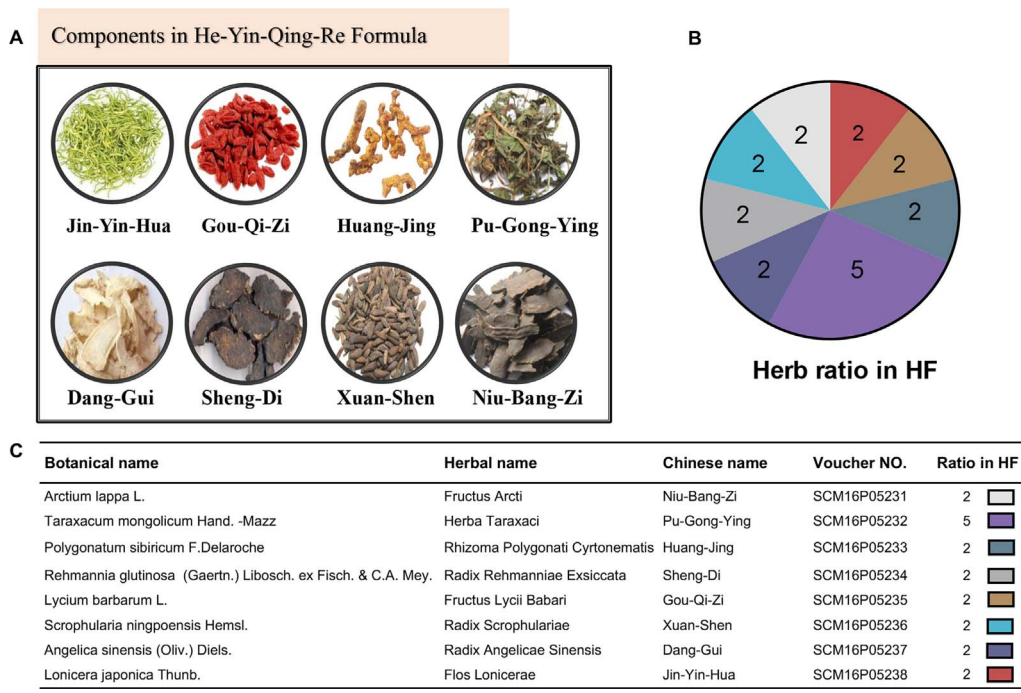 A
Components in He-Yin-Qing-Re Formula
Jin-Yin-Hua Gou-Qi-Zi Huang-Jing Pu-Gong-Ying
Dang-Gui Sheng-Di Xuan-Shen Niu-Bang-Zi
B
2 2
2 2
2 2
2 5
Herb ratio in HF
C
Botanical name Herbal name Chinese name Voucher NO. Ratio in HF
Arctium lappa L. Fructus Arcti Niu-Bang-Zi SCM16P05231 2
Taraxacum mongolicum Hand. -Mazz Herba Taraxaci Pu-Gong-Ying SCM16P05232 5
Polygonatum sibiricum F.Delaroche Rhizoma Polygonati Cyrtonematis Huang-Jing SCM16P05233 2
Rehmannia glutinosa (Gaertn.) Libosch. ex Fisch. & C.A. Mey. Radix Rehmanniae Exsiccata Sheng-Di SCM16P05234 2
Lycium barbarum L. Fructus Lycii Babari Gou-Qi-Zi SCM16P05235 2
Scrophularia ningpoensis Hemsl. Radix Scrophulariae Xuan-Shen SCM16P05236 2
Angelica sinensis (Oliv.) Diels. Radix Angelicae Sinensis Dang-Gui SCM16P05237 2
Lonicera japonica Thunb. Flos Lonicerae Jin-Yin-Hua SCM16P05238 2